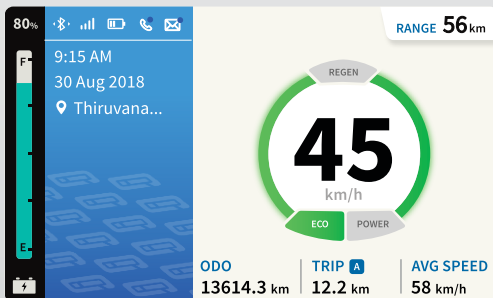 80%
9:15 AM
30 Aug 2018
Thiruvana...
F
E
RANGE 56 km
REGEN
45
km/h
ECO
POWER
ODO
13614.3 km
TRIP A
12.2 km
AVG SPEED
58 km/h